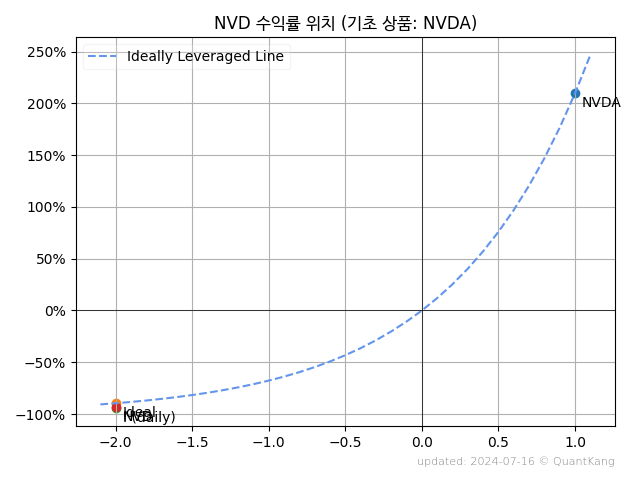 NVD 수익률 위치 (기초 상품: NVDA)
Ideally Leveraged Line
250%
200%
150%
100%
50%
0%
−50%
−100%
NVDA
Ideal
NVD
(daily)
−2.0 −1.5 −1.0 −0.5 0.0 0.5 1.0
updated: 2024-07-16 © QuantKang